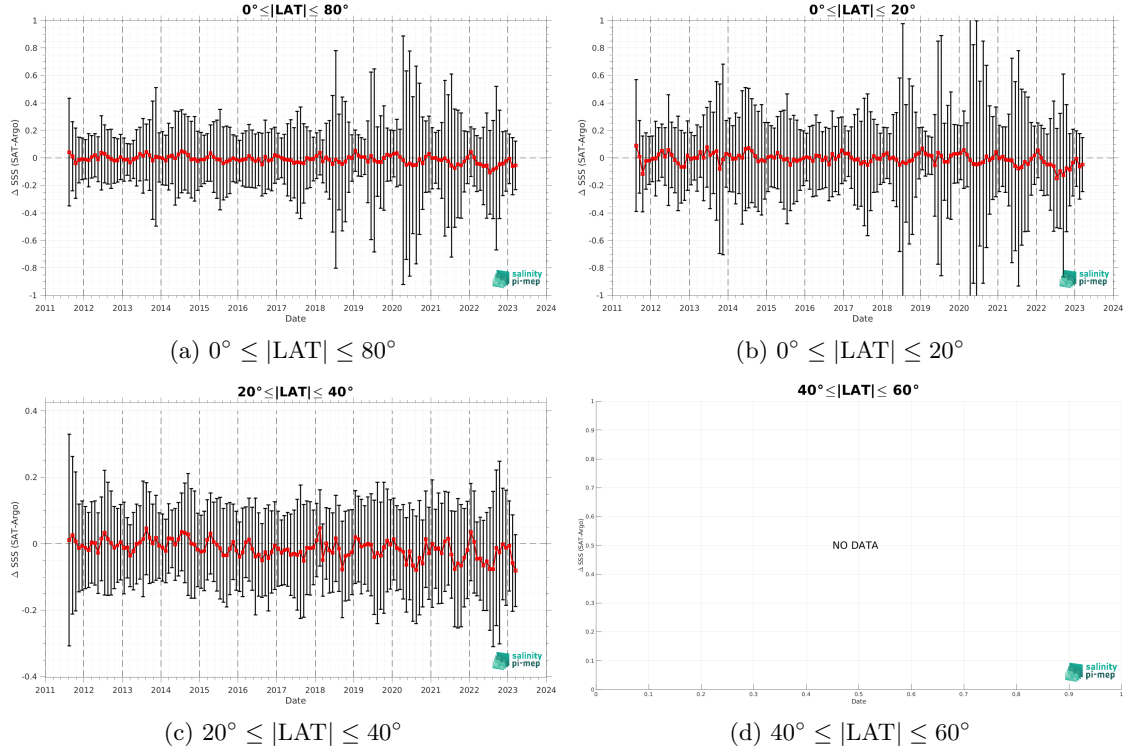 0°≤|LAT|≤ 80°
Δ SSS (SAT-Argo)
1
0.8
0.6
0.4
0.2
0
-0.2
-0.4
-0.6
-0.8
-1
2011 2012 2013 2014 2015 2016 2017 2018 2019 2020 2021 2022 2023 2024
Date
salinity
pi-mep
(a) 0° ≤ |LAT| ≤ 80°
0°≤|LAT|≤ 20°
Δ SSS (SAT-Argo)
1
0.8
0.6
0.4
0.2
0
-0.2
-0.4
-0.6
-0.8
-1
2011 2012 2013 2014 2015 2016 2017 2018 2019 2020 2021 2022 2023 2024
Date
salinity
pi-mep
(b) 0° ≤ |LAT| ≤ 20°
20°≤|LAT|≤ 40°
Δ SSS (SAT-Argo)
0.4
0.2
0
-0.2
-0.4
2011 2012 2013 2014 2015 2016 2017 2018 2019 2020 2021 2022 2023 2024
Date
salinity
pi-mep
(c) 20° ≤ |LAT| ≤ 40°
40°≤|LAT|≤ 60°
Δ SSS (SAT-Argo)
1
0.9
0.8
0.7
0.6
0.5
0.4
0.3
0.2
0.1
0
NO DATA
0 0.1 0.2 0.3 0.4 0.5 0.6 0.7 0.8 0.9 1
Date
salinity
pi-mep
(d) 40° ≤ |LAT| ≤ 60°